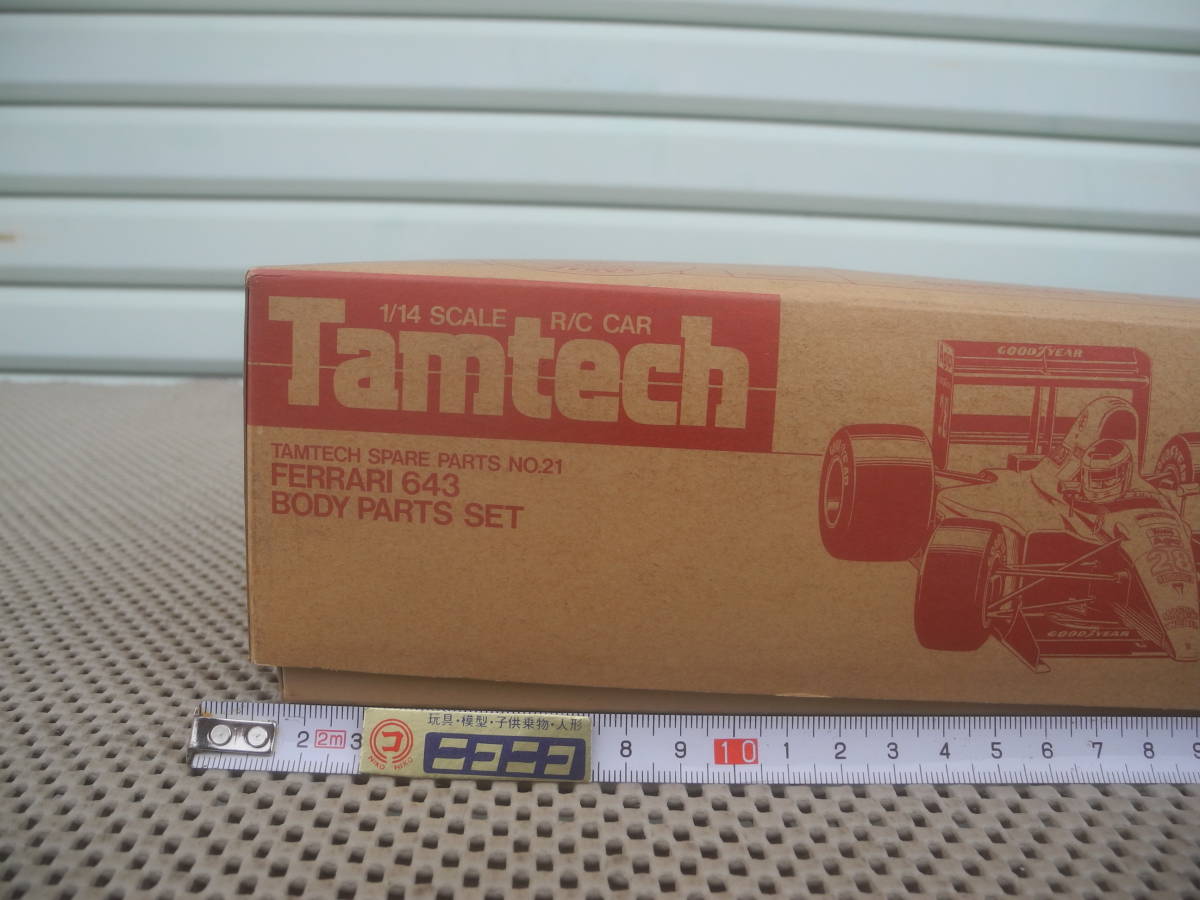 1/14 SCALE R/C CAR
Tamtech
TAMTECH SPARE PARTS NO.21
FERRARI 643
BODY PARTS SET
GOODYEAR
28
GOODYEAR
玩具・模型・子供乗物・人形
ニコニコ
NIKO NIKO
2 2m 3 8 9 10 1 2 3 4 5 6 7 8 9